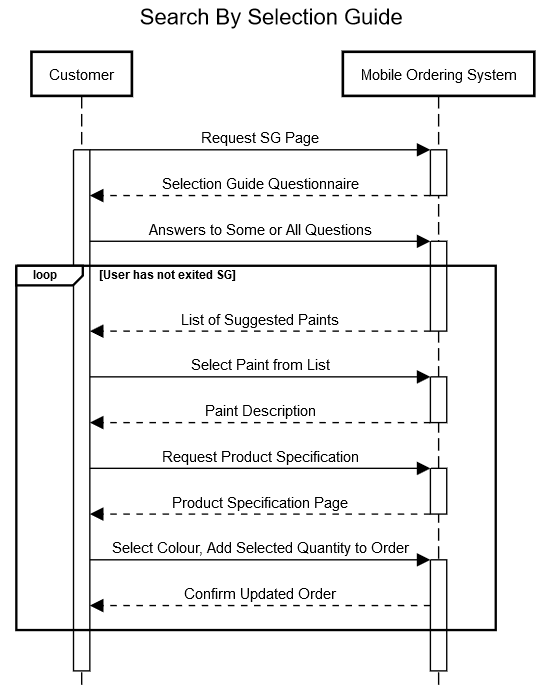 Search By Selection Guide
Customer
Mobile Ordering System
Request SG Page
Selection Guide Questionnaire
Answers to Some or All Questions
loop
[User has not exited SG]
List of Suggested Paints
Select Paint from List
Paint Description
Request Product Specification
Product Specification Page
Select Colour, Add Selected Quantity to Order
Confirm Updated Order